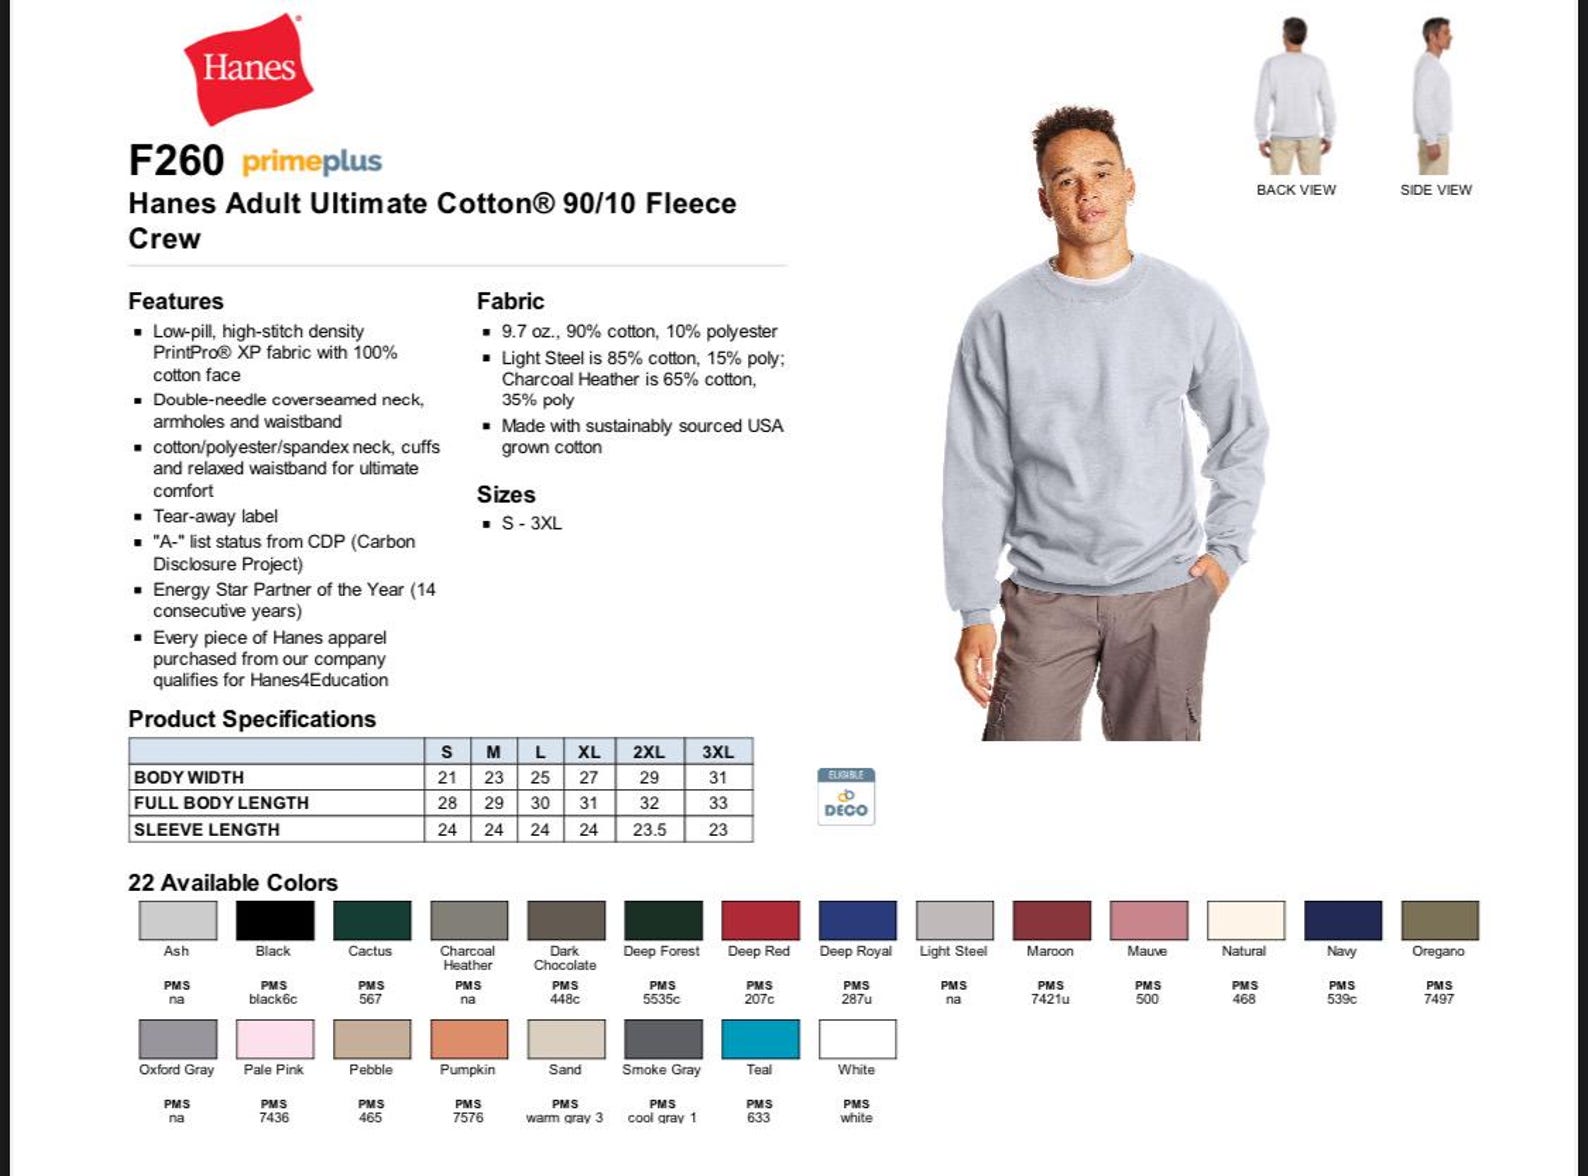 Hanes
F260 primeplus
Hanes Adult Ultimate Cotton® 90/10 Fleece
Crew
BACK VIEW
SIDE VIEW
Features
Low-pill, high-stitch density
PrintPro® XP fabric with 100%
cotton face
Double-needle coverseamed neck,
armholes and waistband
cotton/polyester/spandex neck, cuffs
and relaxed waistband for ultimate
comfort
Tear-away label
"A-" list status from CDP (Carbon
Disclosure Project)
Energy Star Partner of the Year (14
consecutive years)
Every piece of Hanes apparel
purchased from our company
qualifies for Hanes4Education
Fabric
9.7 oz., 90% cotton, 10% polyester
Light Steel is 85% cotton, 15% poly;
Charcoal Heather is 65% cotton,
35% poly
Made with sustainably sourced USA
grown cotton
Sizes
S - 3XL
Product Specifications
S M L XL 2XL 3XL
BODY WIDTH 21 23 25 27 29 31
FULL BODY LENGTH 28 29 30 31 32 33
SLEEVE LENGTH 24 24 24 24 23.5 23
ELIGIBLE
DECO
22 Available Colors
Ash Black Cactus Charcoal Dark Deep Forest Deep Red Deep Royal Light Steel Maroon Mauve Natural Navy Oregano
Heather Chocolate
PMS PMS PMS PMS PMS PMS PMS PMS PMS PMS PMS PMS PMS PMS
na black6c 567 na 448c 5535c 207c 287u na 7421u 500 468 539c 7497
Oxford Gray Pale Pink Pebble Pumpkin Sand Smoke Gray Teal White
PMS PMS PMS PMS PMS PMS PMS PMS
na 7436 465 7576 warm gray 3 cool gray 1 633 white